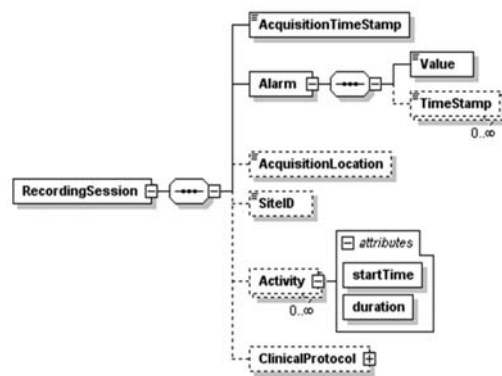 AcquisitionTimeStamp
Alarm
Value
TimeStamp
0..∞
AcquisitionLocation
RecordingSession
SiteID
attributes
startTime
Activity
0..∞
duration
ClinicalProtocol